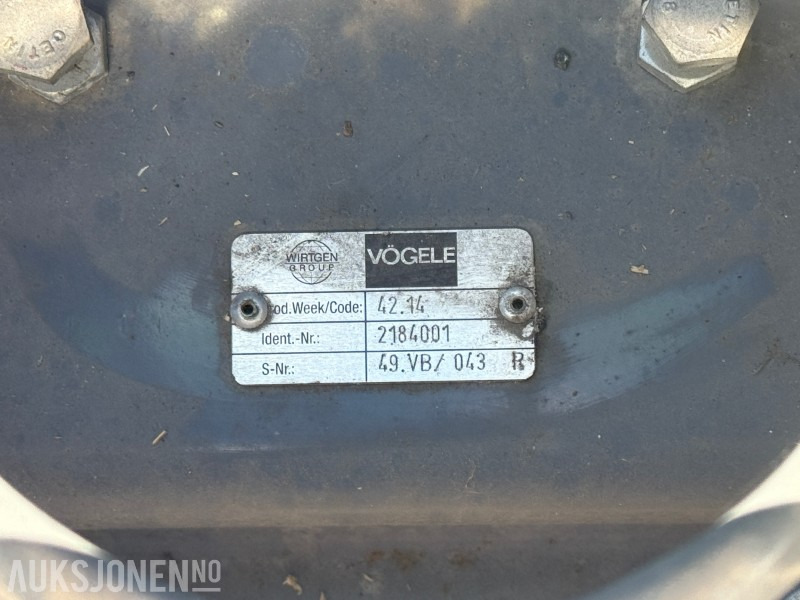 WIRTGEN
GROUP
VÖGELE
od.Week/Code: 42.14
Ident.-Nr.: 2184001
S-Nr.: 49.VB/ 043 R
AUKSJONEN.NO